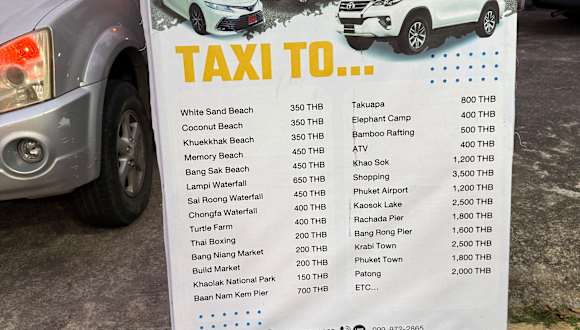 TAXI TO...
White Sand Beach 350 THB
Coconut Beach 350 THB
Khuekkhak Beach 350 THB
Memory Beach 450 THB
Bang Sak Beach 450 THB
Lampi Waterfall 650 THB
Sai Roong Waterfall 450 THB
Chongfa Waterfall 400 THB
Turtle Farm 400 THB
Thai Boxing 200 THB
Bang Niang Market 200 THB
Build Market 200 THB
Khaolak National Park 150 THB
Baan Nam Kem Pier 700 THB
Takuapa 800 THB
Elephant Camp 400 THB
Bamboo Rafting 500 THB
ATV 400 THB
Khao Sok 1,200 THB
Shopping 3,500 THB
Phuket Airport 1,200 THB
Kaosok Lake 2,500 THB
Rachada Pier 1,800 THB
Bang Rong Pier 1,600 THB
Krabi Town 2,500 THB
Phuket Town 1,800 THB
Patong 2,000 THB
ETC...